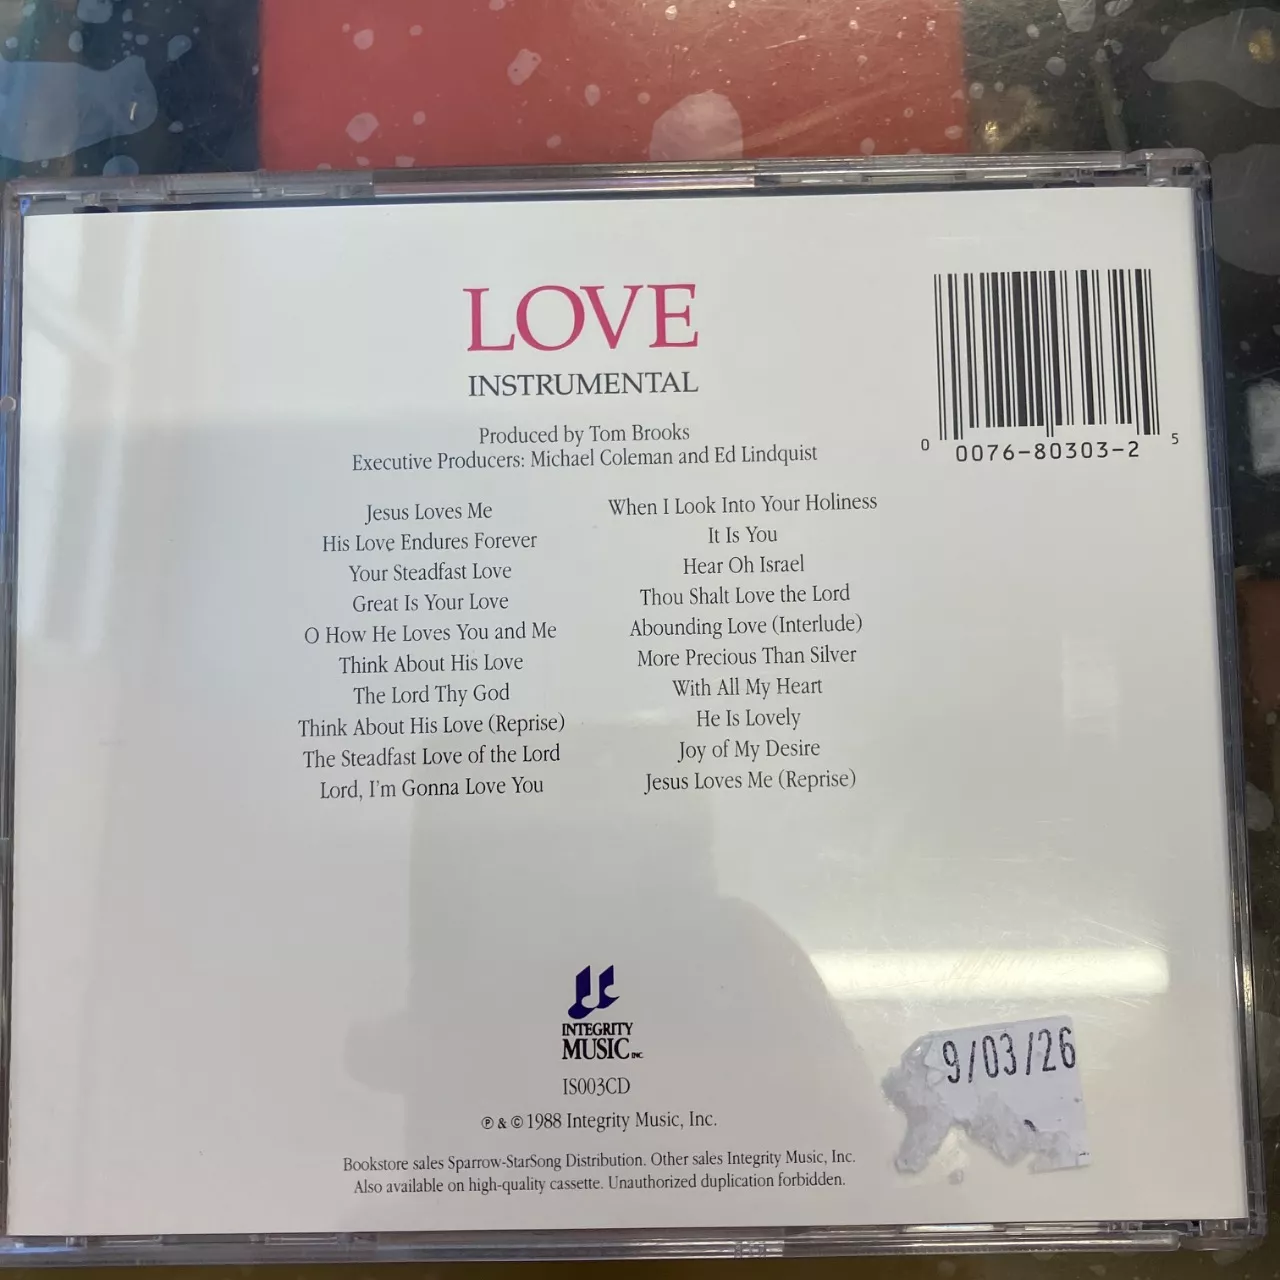 LOVE
INSTRUMENTAL
Produced by Tom Brooks
Executive Producers: Michael Coleman and Ed Lindquist
0 0076-80303-2 5
Jesus Loves Me
His Love Endures Forever
Your Steadfast Love
Great Is Your Love
O How He Loves You and Me
Think About His Love
The Lord Thy God
Think About His Love (Reprise)
The Steadfast Love of the Lord
Lord, I'm Gonna Love You
When I Look Into Your Holiness
It Is You
Hear Oh Israel
Thou Shalt Love the Lord
Abounding Love (Interlude)
More Precious Than Silver
With All My Heart
He Is Lovely
Joy of My Desire
Jesus Loves Me (Reprise)
INTEGRITY
MUSIC INC.
IS003CD
℗ & © 1988 Integrity Music, Inc.
Bookstore sales Sparrow-StarSong Distribution. Other sales Integrity Music, Inc.
Also available on high-quality cassette. Unauthorized duplication forbidden.
9/03/26